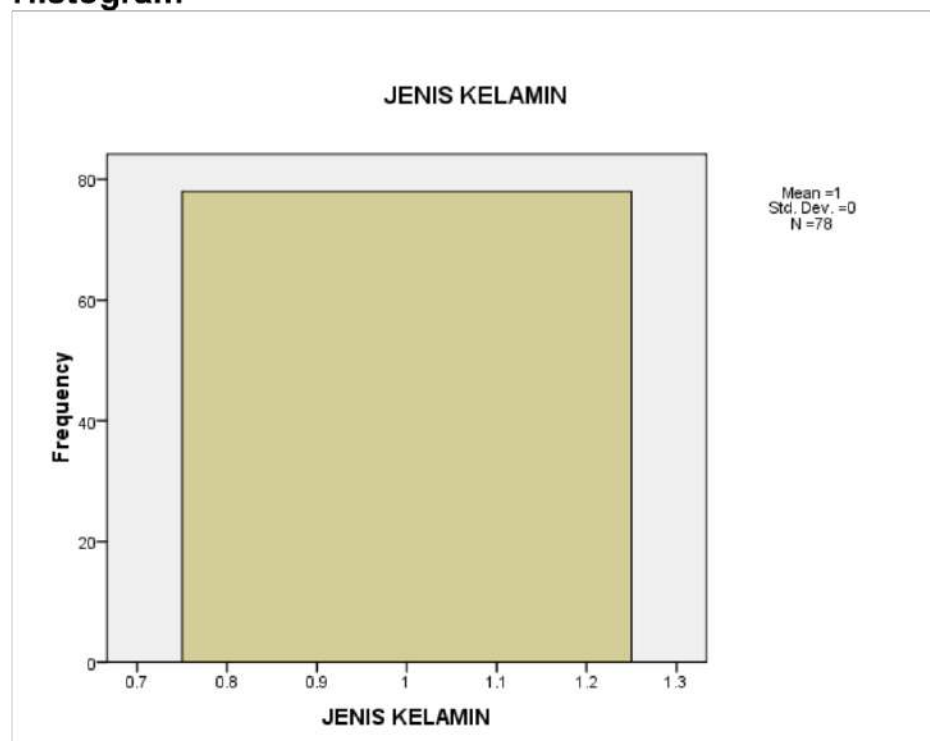 Histogram
JENIS KELAMIN
80
60
40
20
0
Frequency
0.7 0.8 0.9 1 1.1 1.2 1.3
JENIS KELAMIN
Mean =1
Std. Dev. =0
N =78